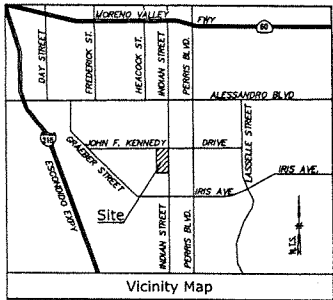 MORENO VALLEY FWY
60
DAY STREET
FREDERICK ST.
HEACOCK ST.
INDIAN STREET
PERRIS BLVD.
ALESSANDRO BLVD
215
GRAEBER STREET
JOHN F. KENNEDY DRIVE
LASSELLE STREET
IRIS AVE.
ESCONDIDO EXPY
Site
IRIS AVE.
INDIAN STREET
PERRIS BLVD.
N.T.S.
Vicinity Map